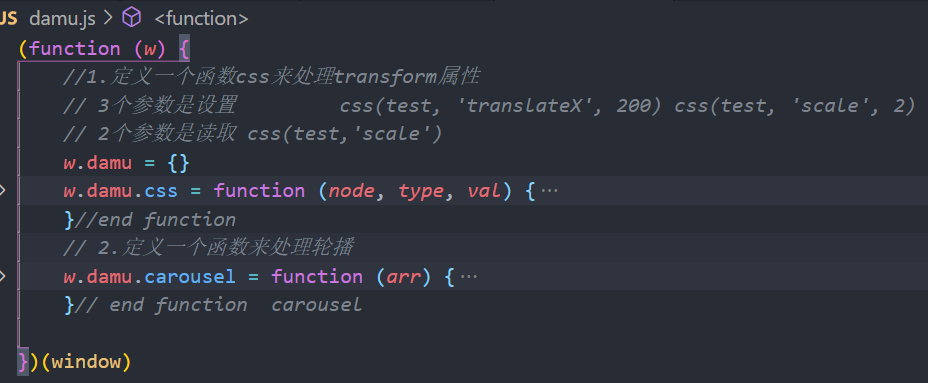 JS damu.js > <function>
(function (w) {
//1.定义一个函数css来处理transform属性
// 3个参数是设置 css(test, 'translateX', 200) css(test, 'scale', 2)
// 2个参数是读取 css(test,'scale')
w.damu = {}
w.damu.css = function (node, type, val) {…
}//end function
// 2.定义一个函数来处理轮播
w.damu.carousel = function (arr) {…
}// end function  carousel
})(window)